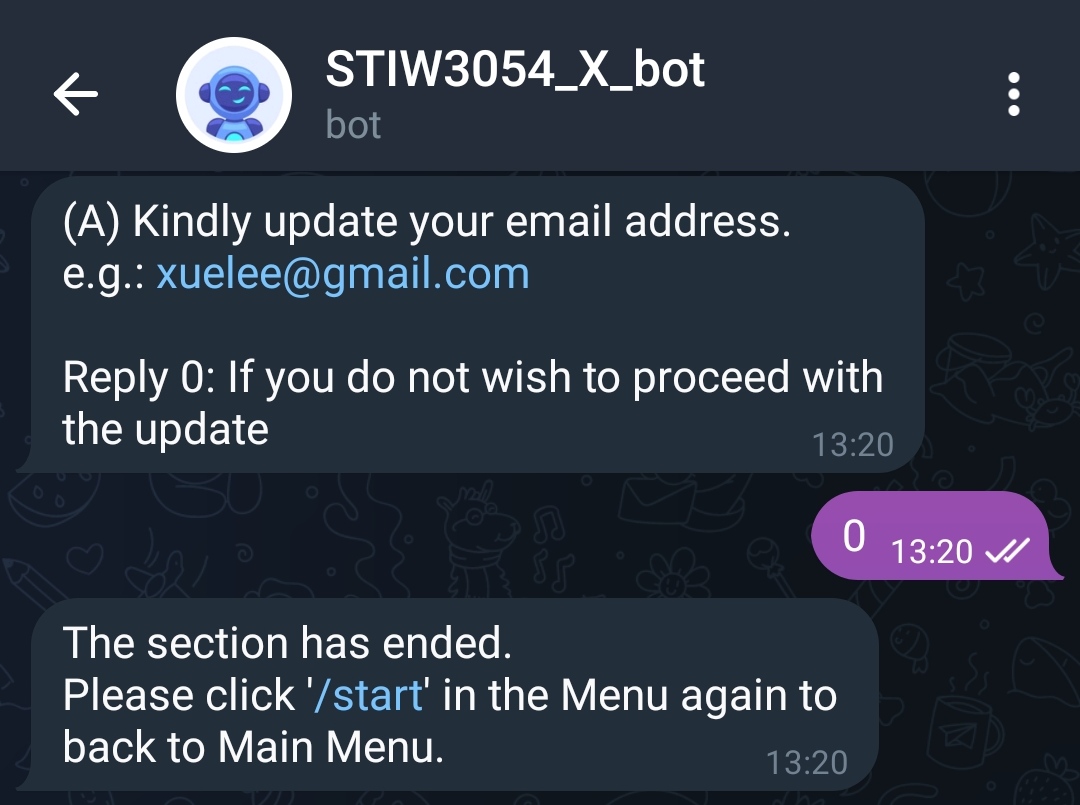 STIW3054_X_bot
bot
(A) Kindly update your email address.
e.g.: xuelee@gmail.com
Reply 0: If you do not wish to proceed with
the update
13:20
0 13:20
The section has ended.
Please click '/start' in the Menu again to
back to Main Menu.
13:20